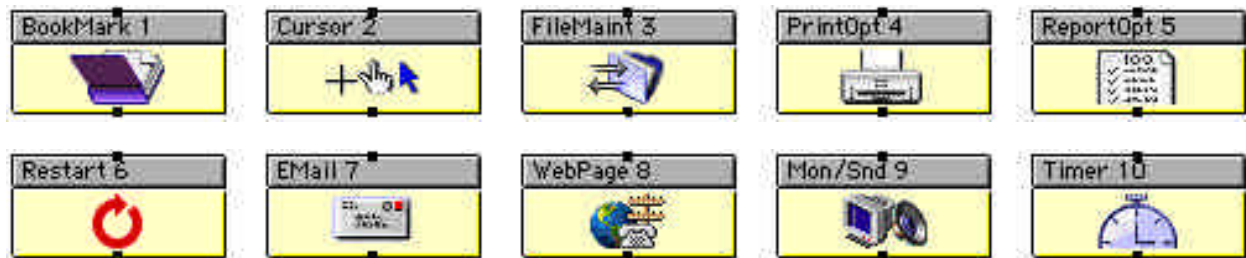 BookMark 1
Cursor 2
FileMaint 3
PrintOpt 4
ReportOpt 5
100
Restart 6
EMail 7
WebPage 8
Mon/Snd 9
Timer 10